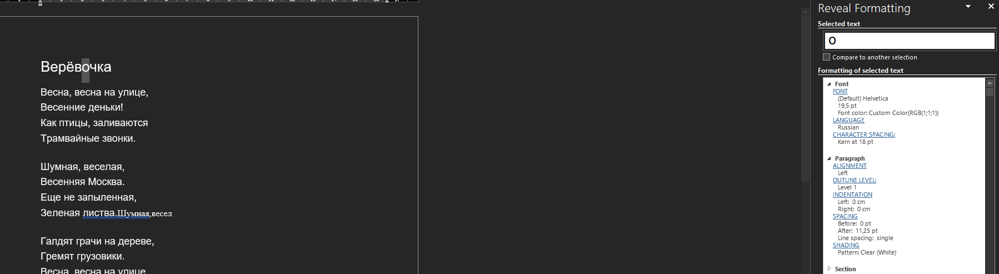 Верёвочка
Весна, весна на улице,
Весенние деньки!
Как птицы, заливаются
Трамвайные звонки.
Шумная, веселая,
Весенняя Москва.
Еще не запыленная,
Зеленая листва.Шумная,весел
Галдят грачи на дереве,
Гремят грузовики.
Весна, весна на улице
Reveal Formatting
Selected text
о
Compare to another selection
Formatting of selected text
Font
FONT
(Default) Helvetica
19,5 pt
Font color: Custom Color(RGB(1;1;1))
LANGUAGE
Russian
CHARACTER SPACING:
Kern at 18 pt
Paragraph
ALIGNMENT
Left
OUTLINE LEVEL:
Level 1
INDENTATION
Left: 0 cm
Right: 0 cm
SPACING
Before: 0 pt
After: 11,25 pt
Line spacing: single
SHADING
Pattern: Clear (White)
Section